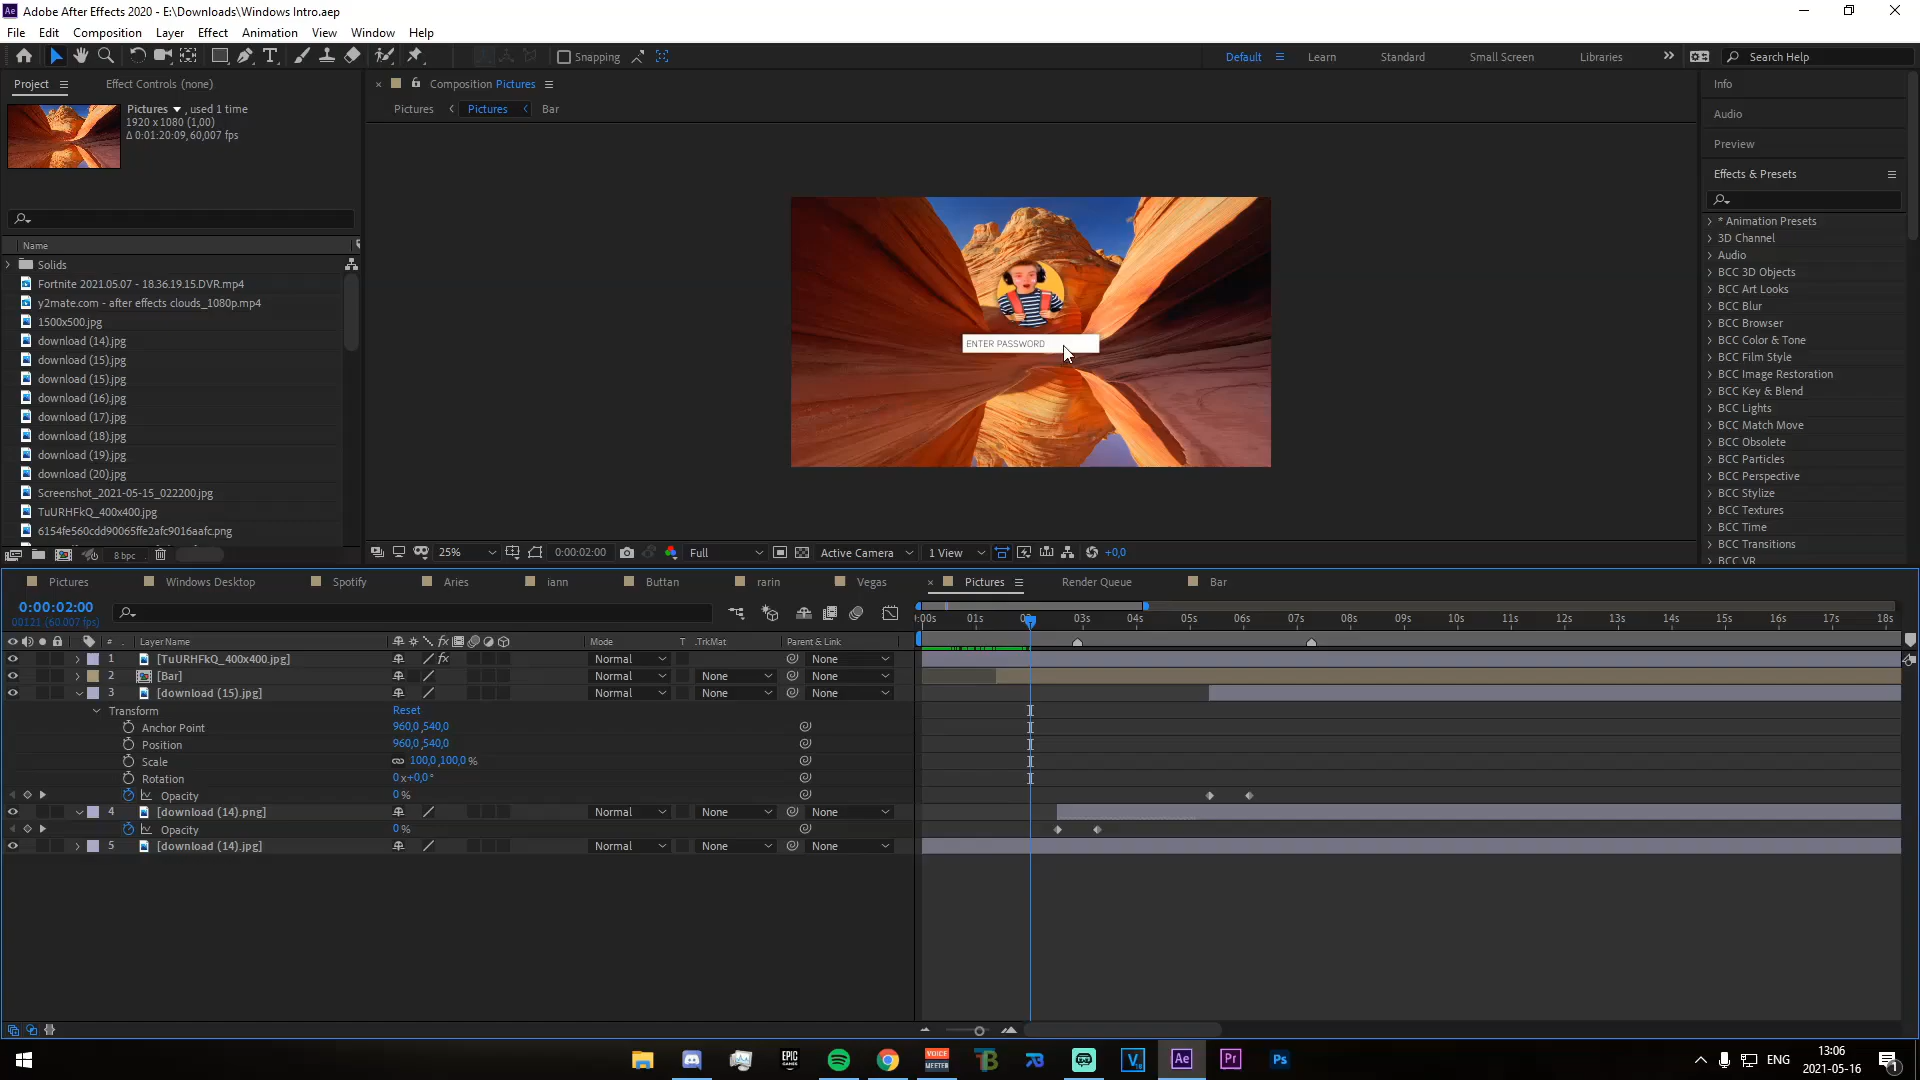 Adobe After Effects 2020 - E:\Downloads\Windows Intro.aep
File Edit Composition Layer Effect Animation View Window Help
Snapping
Default Learn Standard Small Screen Libraries Search Help
Project Effect Controls (none)
Pictures , used 1 time
1920 x 1080 (1,00)
Δ 0:01:20:09, 60,007 fps
Name
Solids
Fortnite 2021.05.07 - 18.36.19.15.DVR.mp4
y2mate.com - after effects clouds_1080p.mp4
1500x500.jpg
download (14).jpg
download (15).jpg
download (15).jpg
download (16).jpg
download (17).jpg
download (18).jpg
download (19).jpg
download (20).jpg
Screenshot_2021-05-15_022200.jpg
TuURHFkQ_400x400.jpg
6154fe560cdd90065ffe2afc9016aafc.png
8 bpc
Composition Pictures
Pictures Pictures Bar
ENTER PASSWORD
25% 0:00:02:00 Full Active Camera 1 View +0,0
Info
Audio
Preview
Effects & Presets
* Animation Presets
3D Channel
Audio
BCC 3D Objects
BCC Art Looks
BCC Blur
BCC Browser
BCC Color & Tone
BCC Film Style
BCC Image Restoration
BCC Key & Blend
BCC Lights
BCC Match Move
BCC Obsolete
BCC Particles
BCC Perspective
BCC Stylize
BCC Textures
BCC Time
BCC Transitions
BCC VR
Pictures Windows Desktop Spotify Aries iann Buttan rarin Vegas Pictures Render Queue Bar
0:00:02:00
00121 (60.007 fps)
:00s 01s 03s 04s 05s 06s 07s 08s 09s 10s 11s 12s 13s 14s 15s 16s 17s 18s
# Layer Name Mode T .TrkMat Parent & Link
1 [TuURHFkQ_400x400.jpg] fx Normal None
2 [Bar] Normal None None
3 [download (15).jpg] Normal None None
Transform Reset
Anchor Point 960,0,540,0
Position 960,0,540,0
Scale 100,0,100,0 %
Rotation 0x+0,0°
Opacity 0 %
4 [download (14).png] Normal None None
Opacity 0 %
5 [download (14).jpg] Normal None None
EPIC GAMES
VOICE MEETER
Ae Pr Ps
ENG
13:06
2021-05-16
1